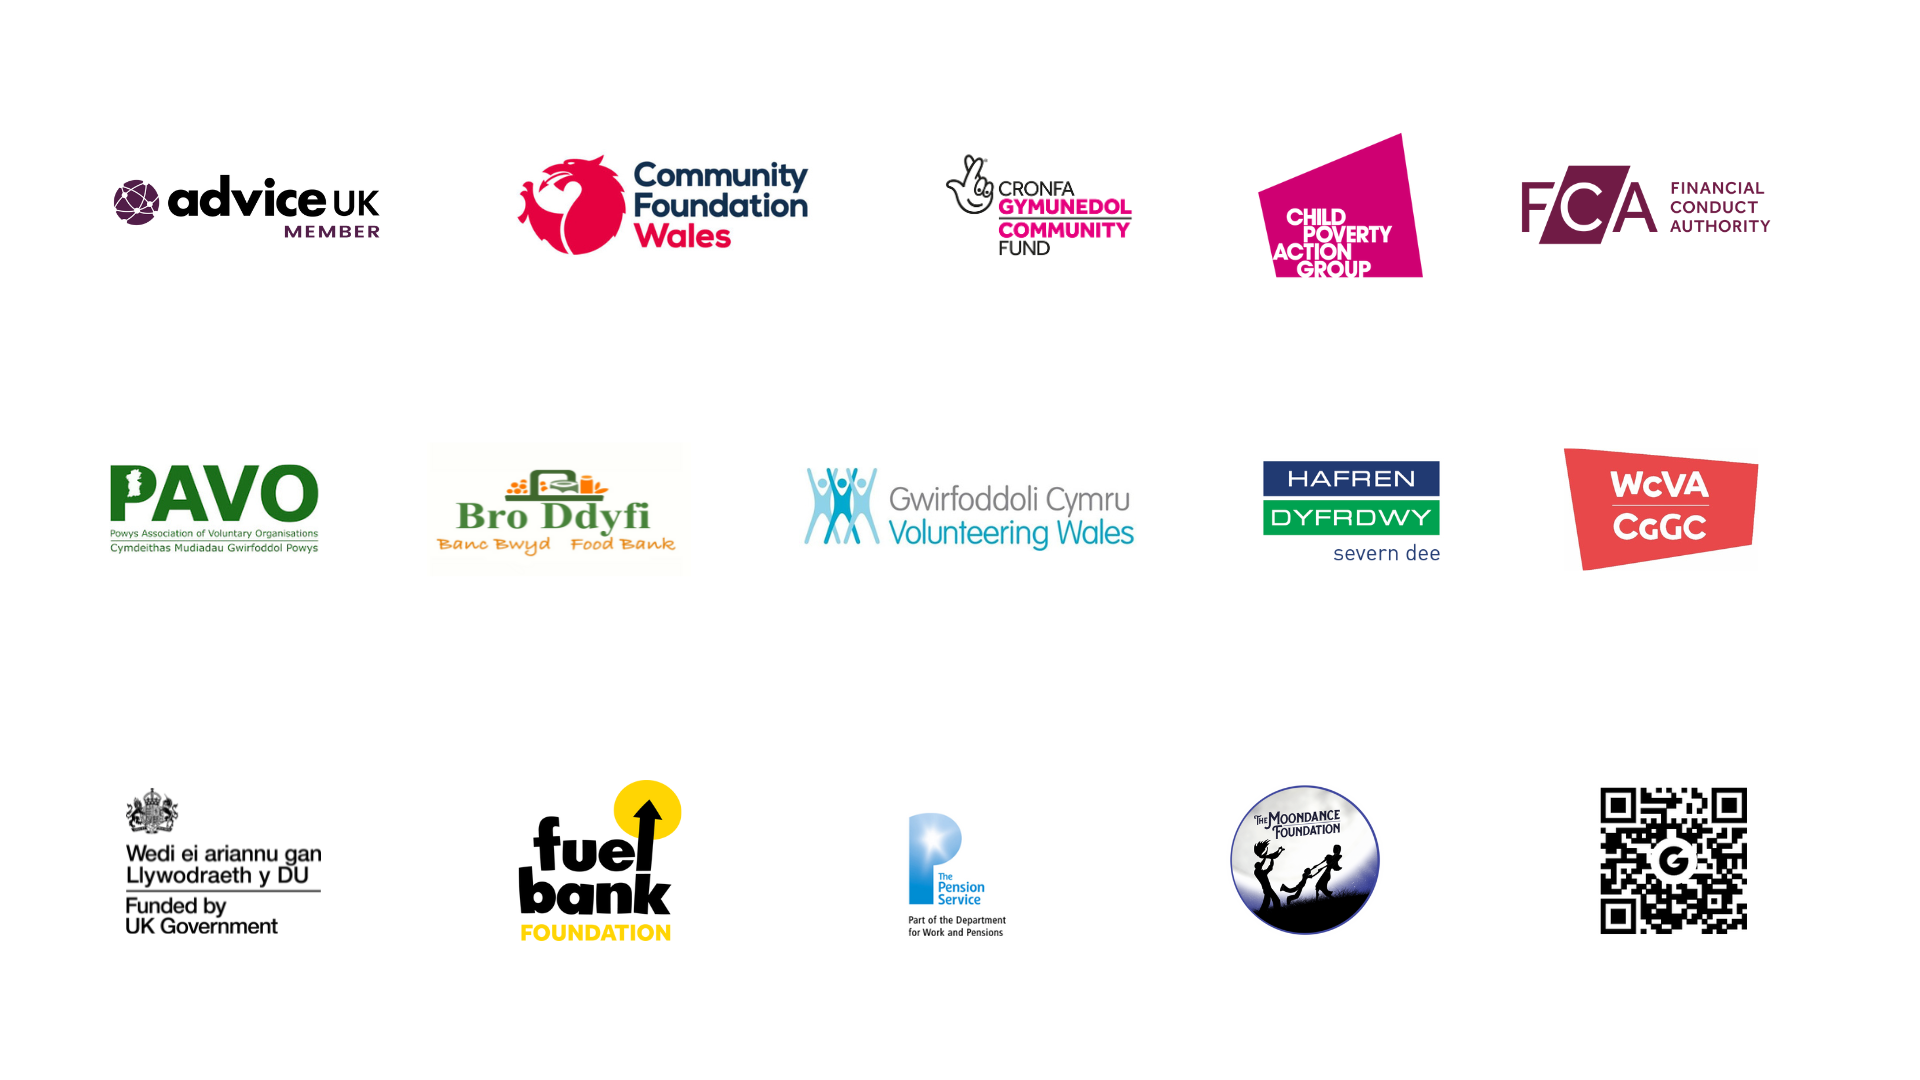 advice UK
MEMBER
Community
Foundation
Wales
CRONFA
GYMUNEDOL
COMMUNITY
FUND
CHILD
POVERTY
ACTION
GROUP
FCA
FINANCIAL
CONDUCT
AUTHORITY
PAVO
Powys Association of Voluntary Organisations
Cymdeithas Mudiadau Gwirfoddol Powys
Bro Ddyfi
Banc Bwyd Food Bank
Gwirfoddoli Cymru
Volunteering Wales
HAFREN
DYFRDWY
severn dee
WCVA
CGGC
Wedi ei ariannu gan
Llywodraeth y DU
Funded by
UK Government
fuel
bank
FOUNDATION
P
The
Pension
Service
Part of the Department
for Work and Pensions
THE MOONDANCE
FOUNDATION
G